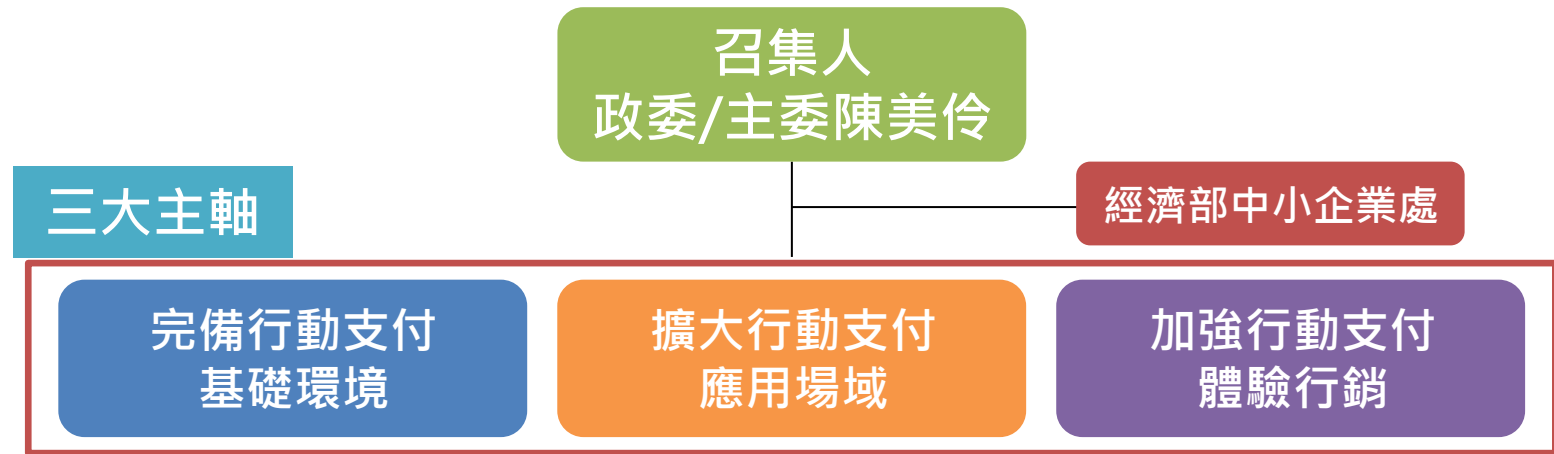 召集人
政委/主委陳美伶
三大主軸
經濟部中小企業處
完備行動支付
基礎環境
擴大行動支付
應用場域
加強行動支付
體驗行銷